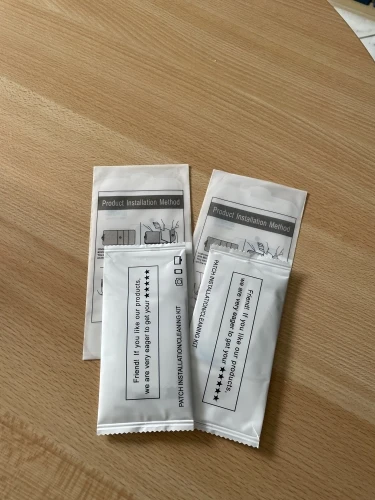 Product Installation Method
Product Installation Method
Friend! If you like our products.
we are very eager to get your ★★★★★
PATCH INSTALLATION/CLEANING KIT
PATCH INSTALLATION/CLEANING KIT
Friend! If you like our products.
we are very eager to get your ★★★★★